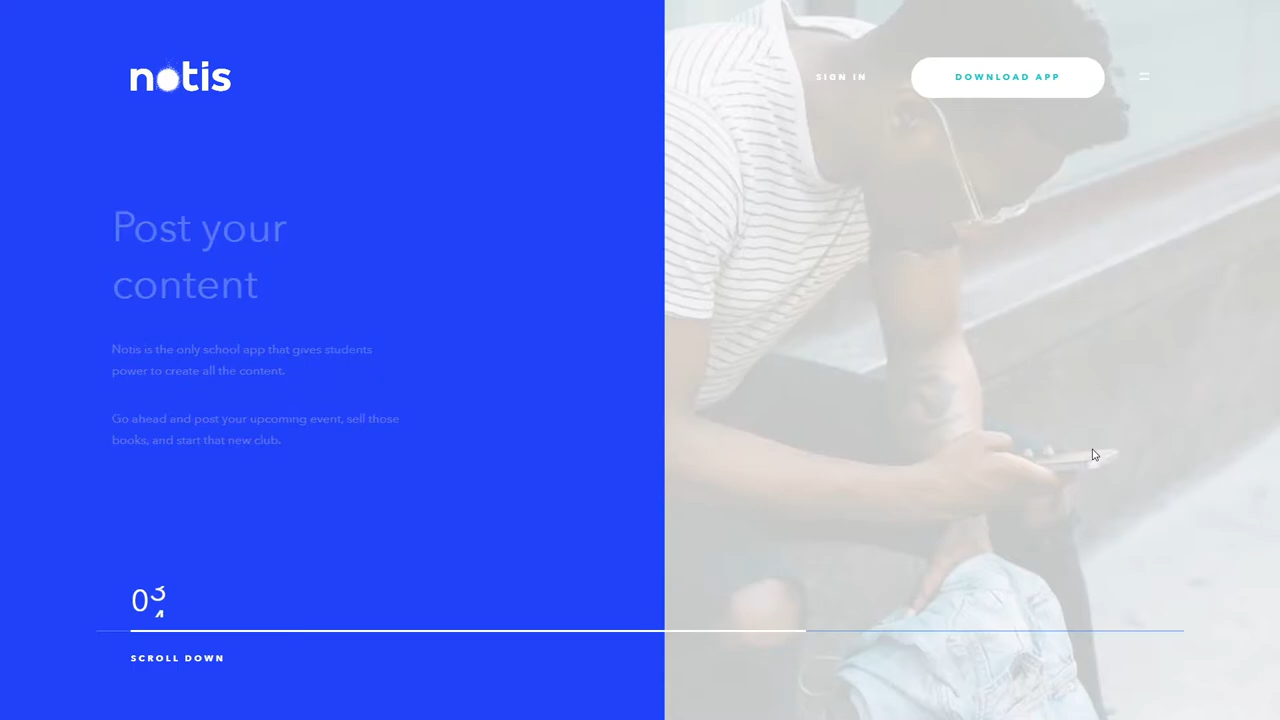 notis
SIGN IN
DOWNLOAD APP
Post your
content
Notis is the only school app that gives students
power to create all the content.
Go ahead and post your upcoming event, sell those
books, and start that new club.
03
SCROLL DOWN